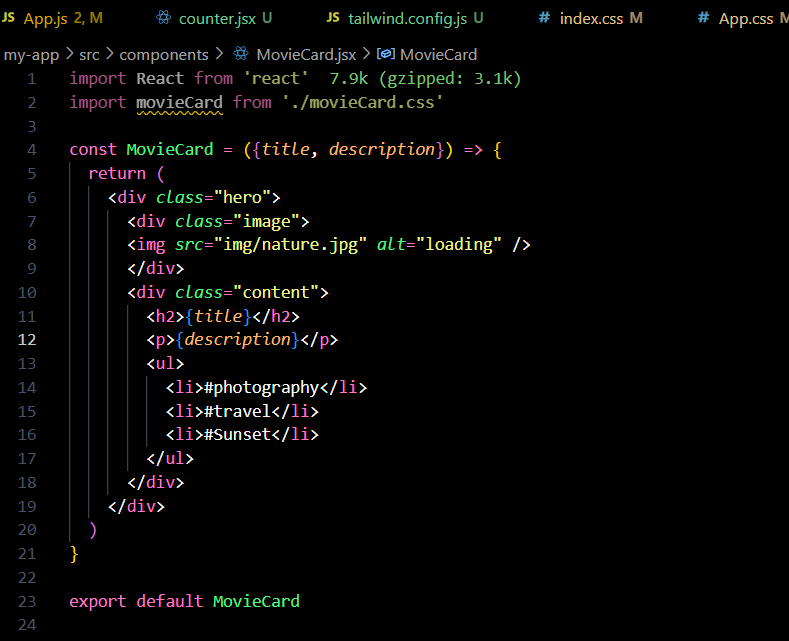 JS App.js 2, M counter.jsx U JS tailwind.config.js U # index.css M # App.css M
my-app > src > components > MovieCard.jsx > MovieCard
1 import React from 'react' 7.9k (gzipped: 3.1k)
2 import movieCard from './movieCard.css'
3
4 const MovieCard = ({title, description}) => {
5 return (
6 <div class="hero">
7 <div class="image">
8 <img src="img/nature.jpg" alt="loading" />
9 </div>
10 <div class="content">
11 <h2>{title}</h2>
12 <p>{description}</p>
13 <ul>
14 <li>#photography</li>
15 <li>#travel</li>
16 <li>#Sunset</li>
17 </ul>
18 </div>
19 </div>
20 )
21 }
22
23 export default MovieCard
24